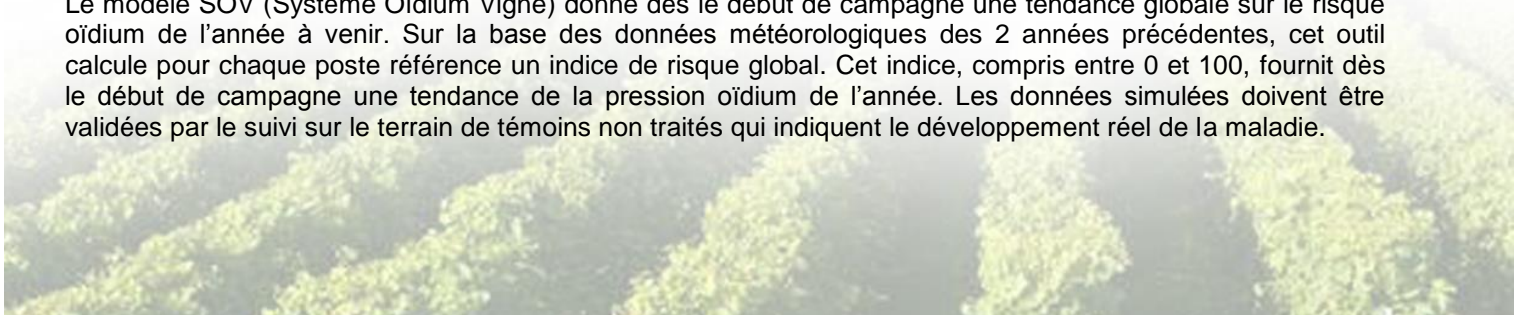 Le modèle SOV (Système Oïdium Vigne) donne dès le début de campagne une tendance globale sur le risque
oïdium de l’année à venir. Sur la base des données météorologiques des 2 années précédentes, cet outil
calcule pour chaque poste référence un indice de risque global. Cet indice, compris entre 0 et 100, fournit dès
le début de campagne une tendance de la pression oïdium de l’année. Les données simulées doivent être
validées par le suivi sur le terrain de témoins non traités qui indiquent le développement réel de la maladie.